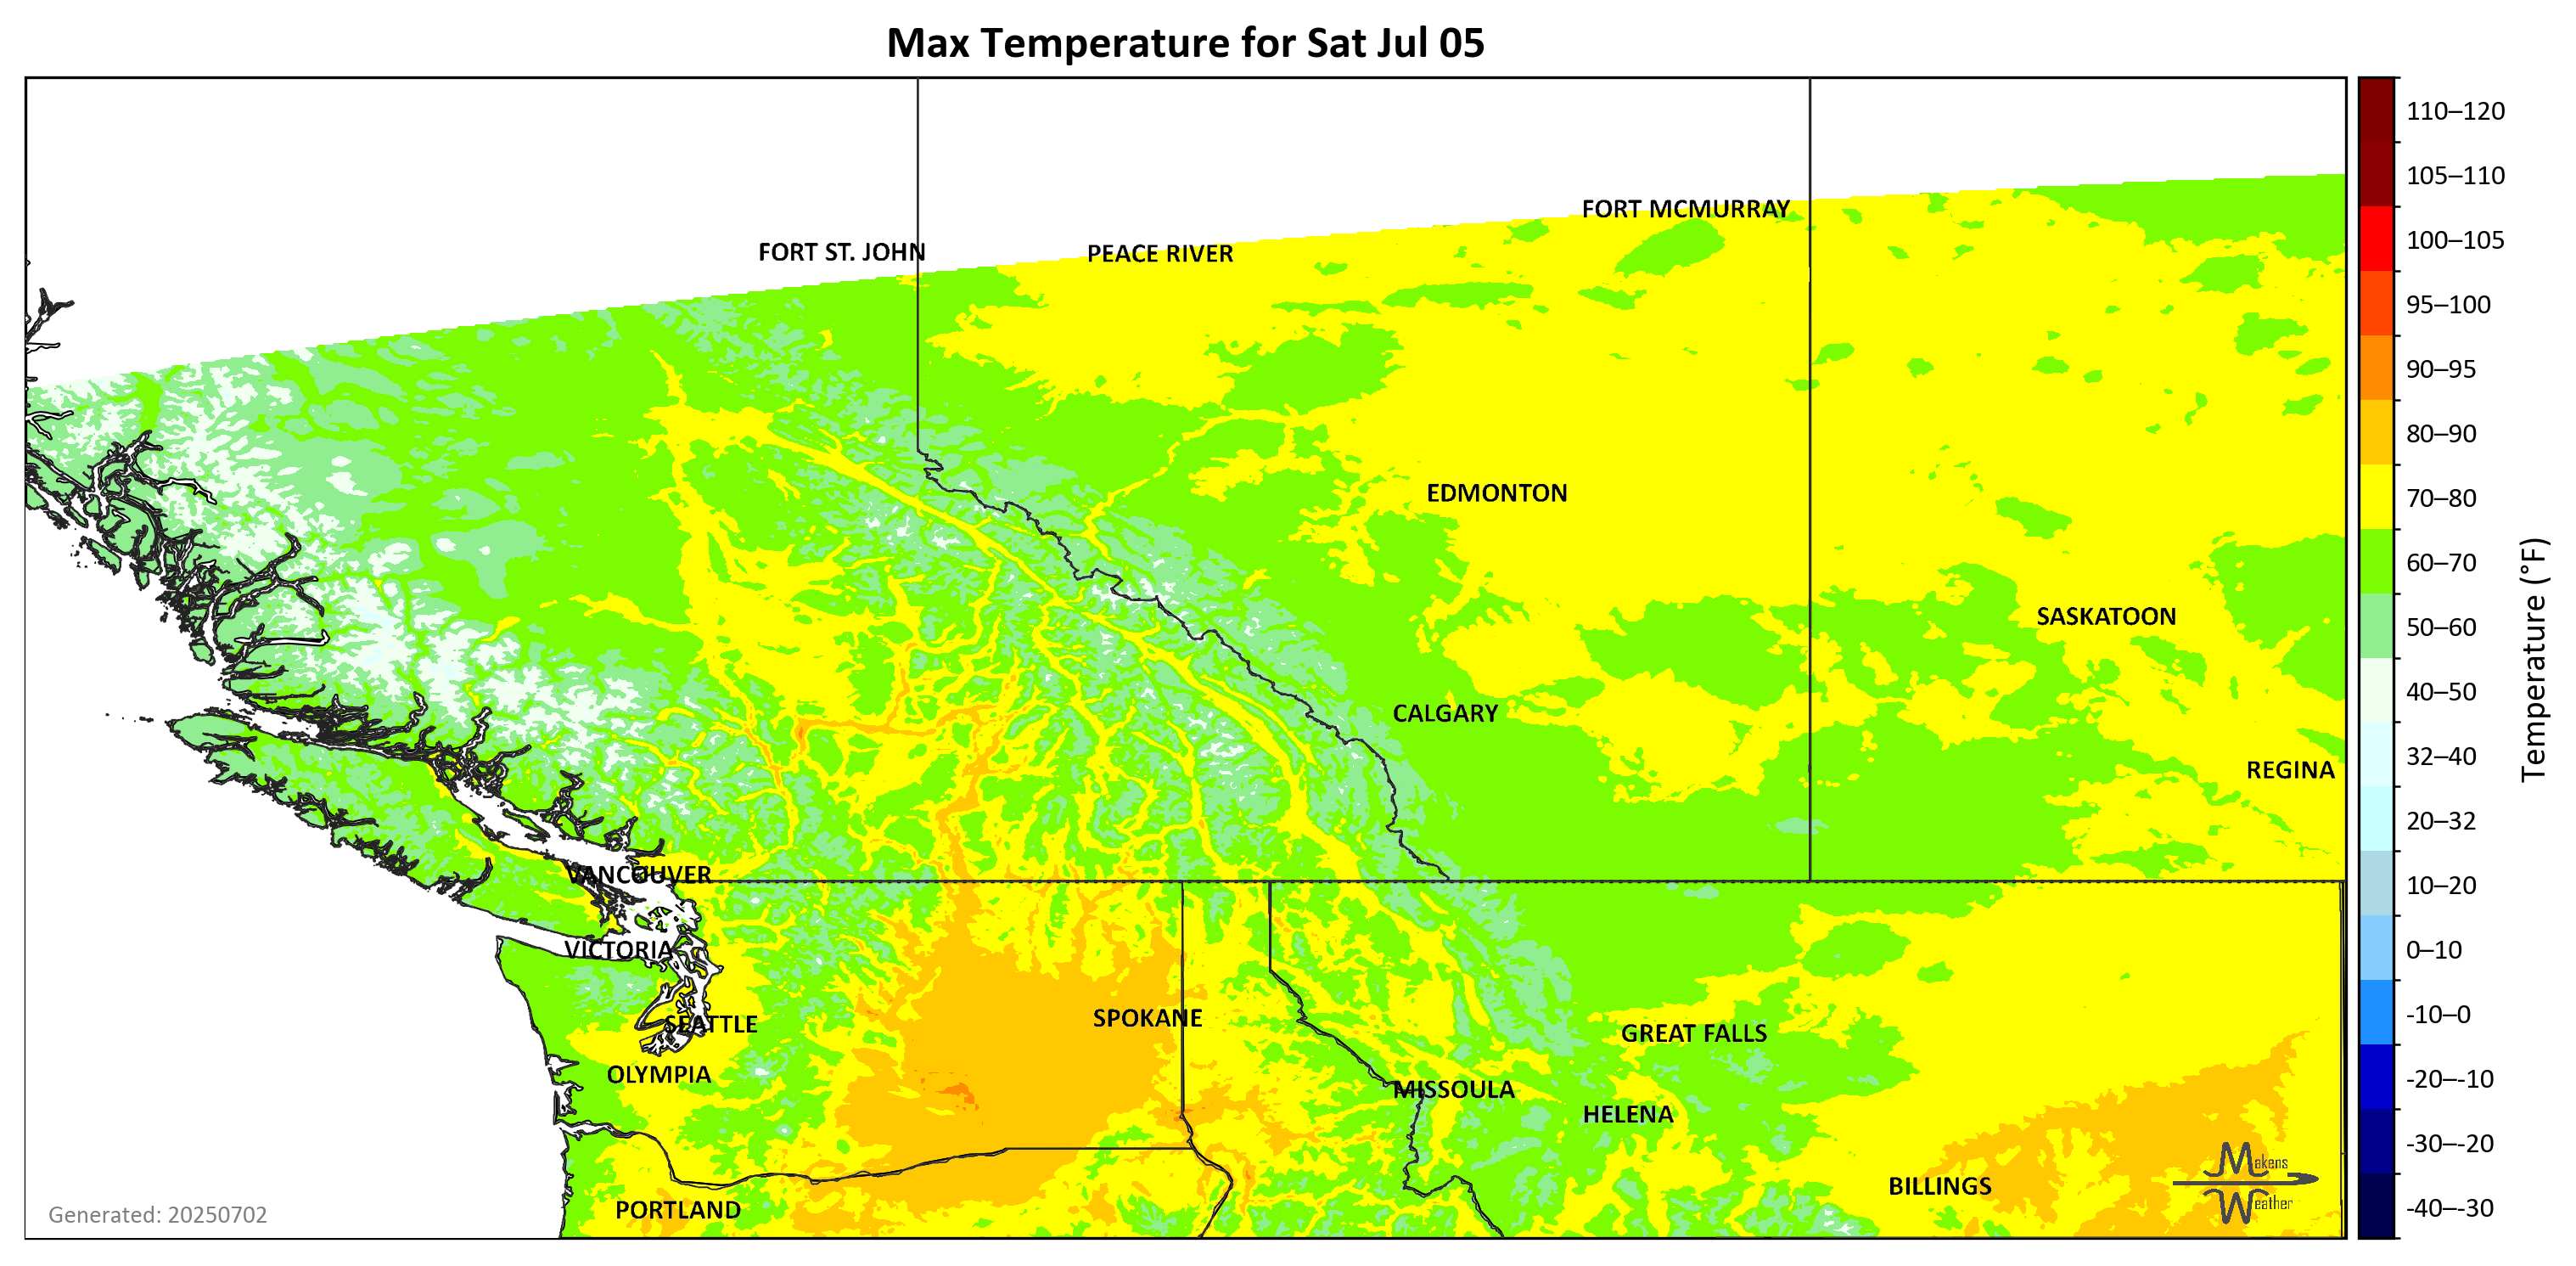 Max Temperature for Sat Jul 05
FORT MCMURRAY
FORT ST. JOHN
PEACE RIVER
EDMONTON
SASKATOON
CALGARY
REGINA
VANCOUVER
VICTORIA
SPOKANE
SEATTLE
GREAT FALLS
OLYMPIA
MISSOULA
HELENA
BILLINGS
PORTLAND
Makens
Weather
Generated: 20250702
110–120
105–110
100–105
95–100
90–95
80–90
70–80
60–70
50–60
40–50
32–40
20–32
10–20
0–10
-10–0
-20–-10
-30–-20
-40–-30
Temperature (°F)